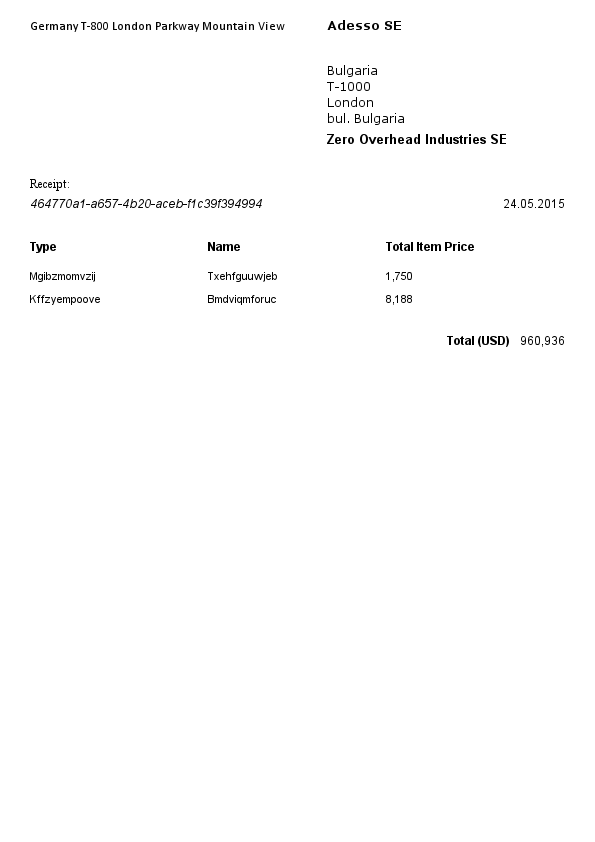 Germany T-800 London Parkway Mountain View
Adesso SE
Bulgaria
T-1000
London
bul. Bulgaria
Zero Overhead Industries SE
Receipt:
464770a1-a657-4b20-aceb-f1c39f394994 24.05.2015
Type Name Total Item Price
Mgibzmomvzij Txehfguuwjeb 1,750
Kffzyempoove Bmdviqmforuc 8,188
Total (USD) 960,936